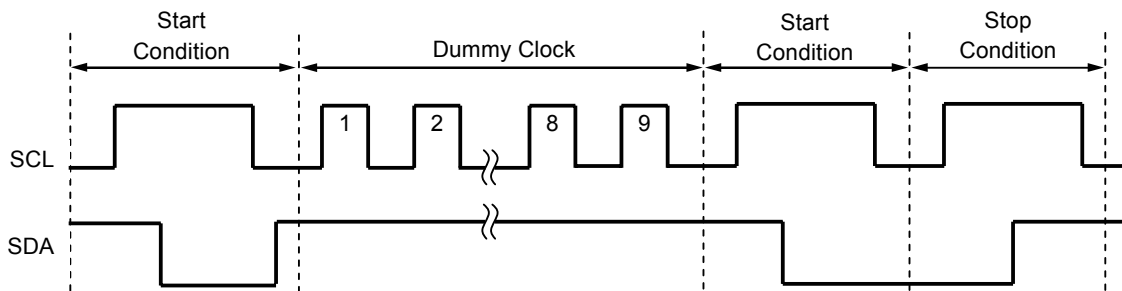 Start
Condition
Dummy Clock
Start
Condition
Stop
Condition
SCL
1
2
8
9
SDA